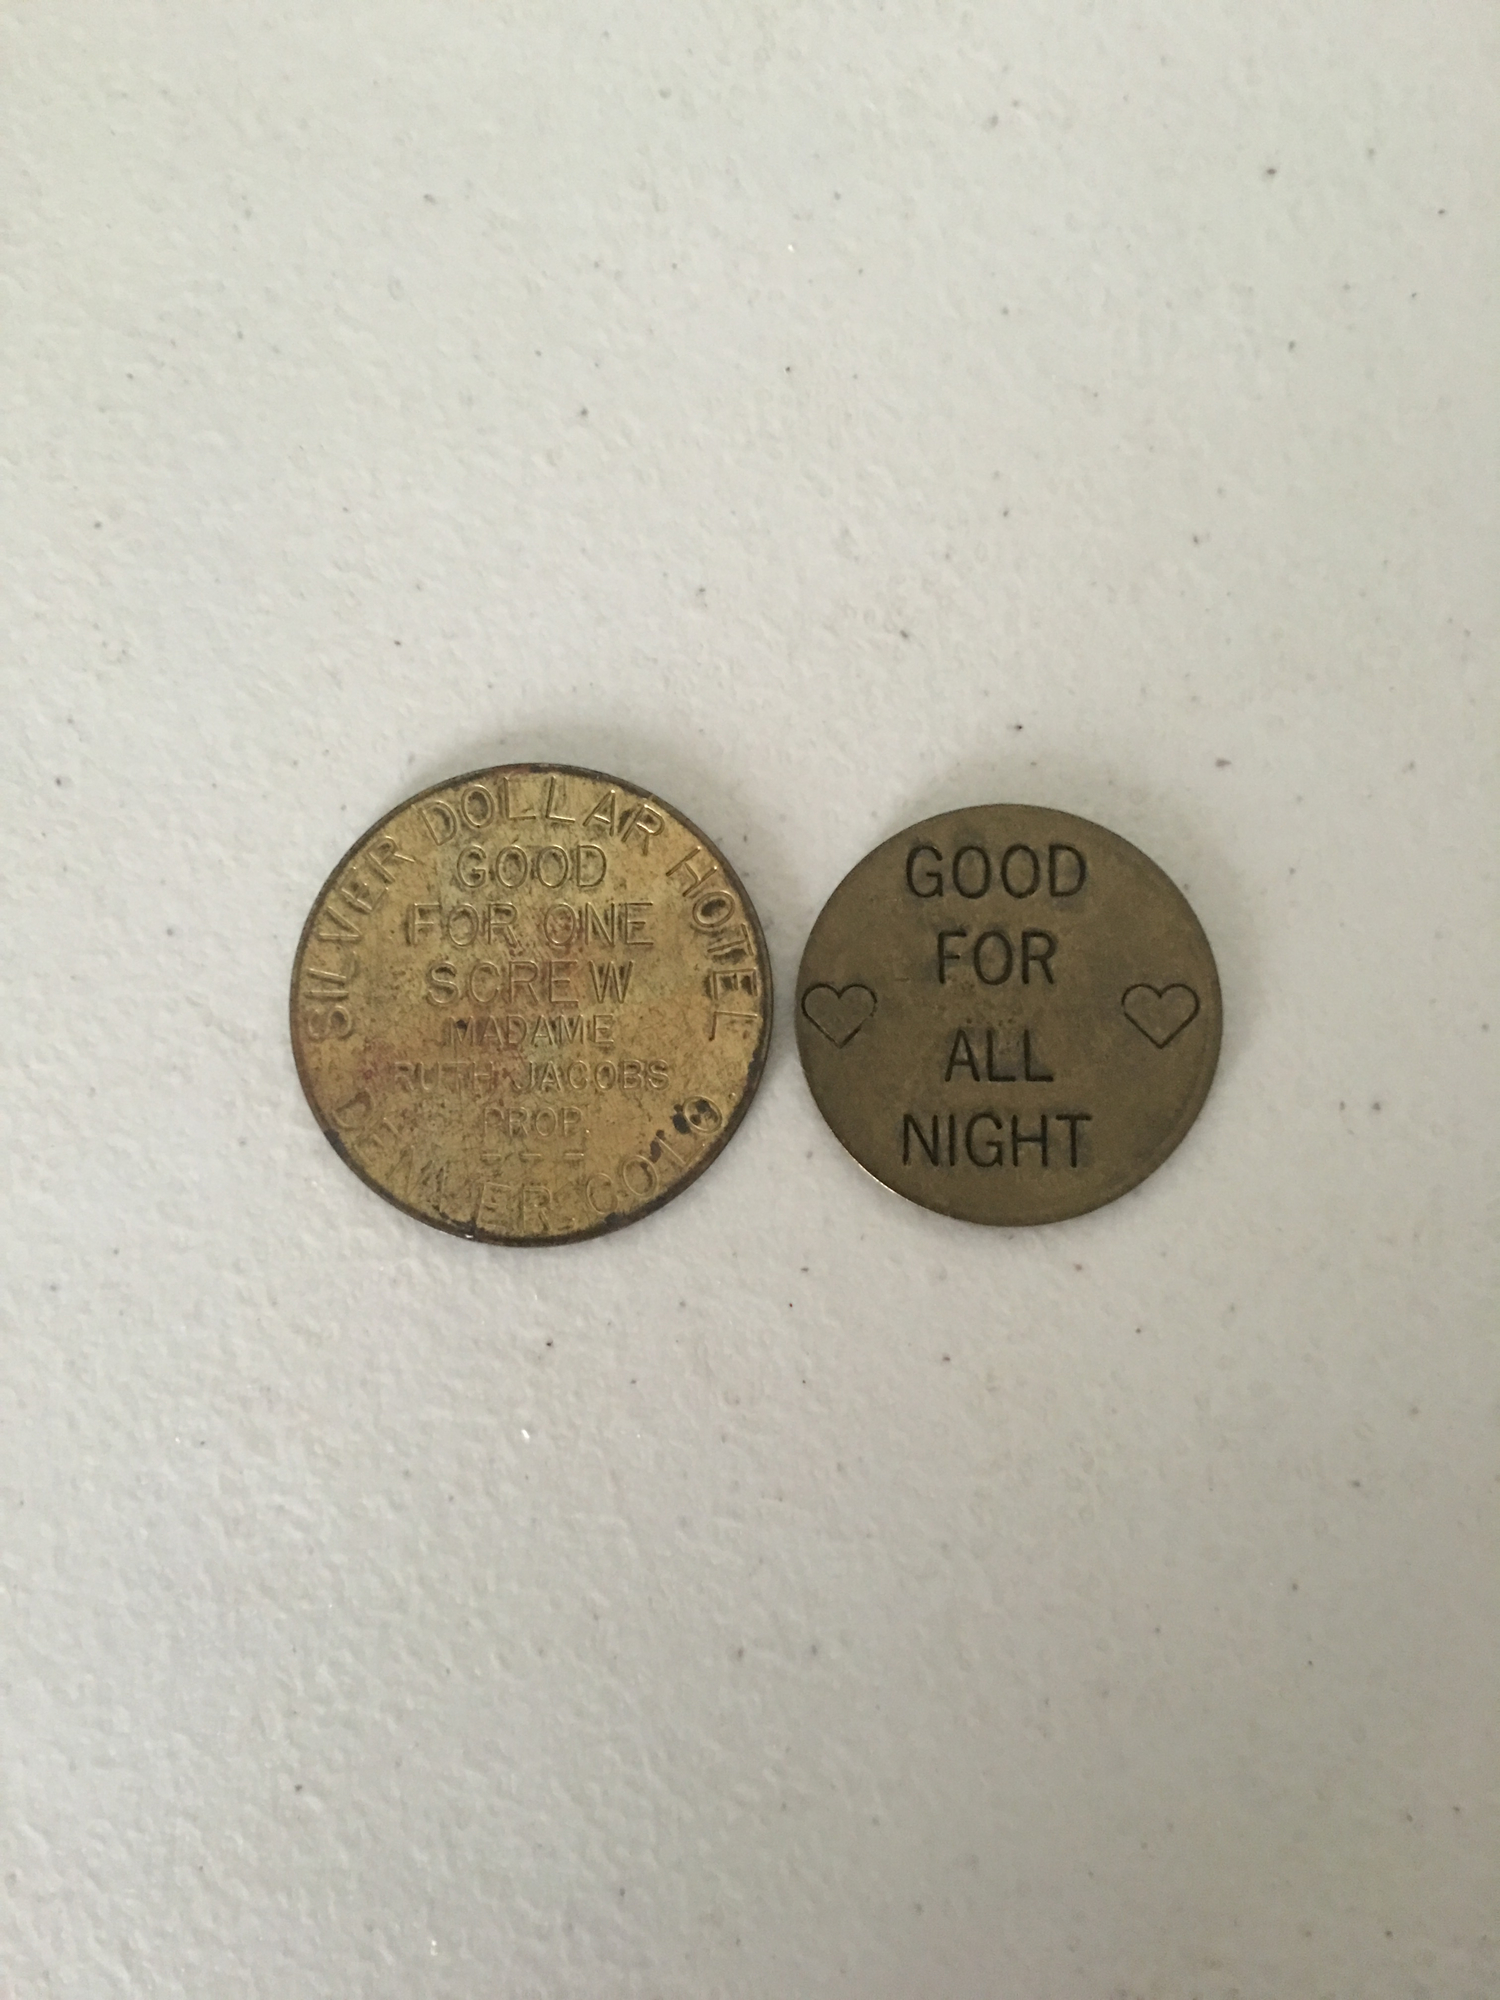 SILVER DOLLAR HOTEL
GOOD
FOR ONE
SCREW
MADAME
RUTH JACOBS
PROP.
DENVER, COLO.
GOOD
FOR
ALL
NIGHT